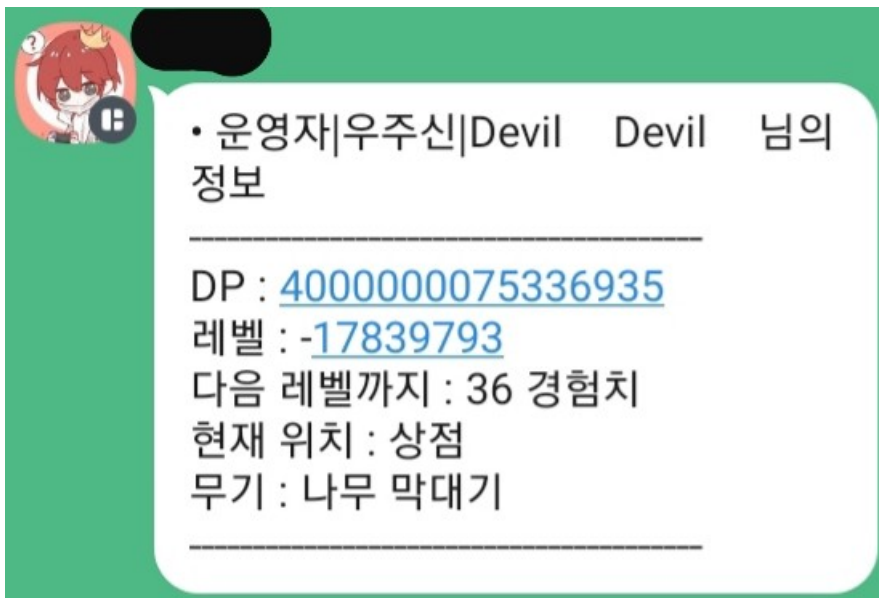 ?
• 운영자|우주신|Devil Devil 님의
정보
----------------------------------------
DP : 4000000075336935
레벨 : -17839793
다음 레벨까지 : 36 경험치
현재 위치 : 상점
무기 : 나무 막대기
----------------------------------------